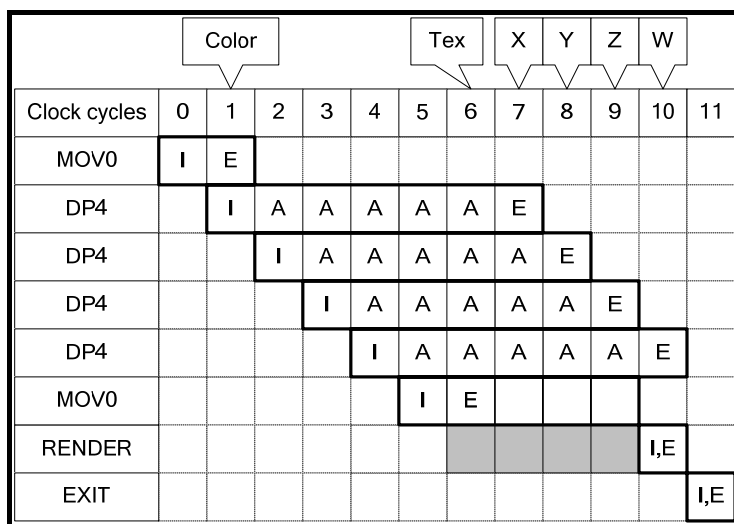 Color Tex X Y Z W
Clock cycles 0 1 2 3 4 5 6 7 8 9 10 11
MOV0 I E
DP4 I A A A A A E
DP4 I A A A A A E
DP4 I A A A A A E
DP4 I A A A A A E
MOV0 I E
RENDER I,E
EXIT I,E